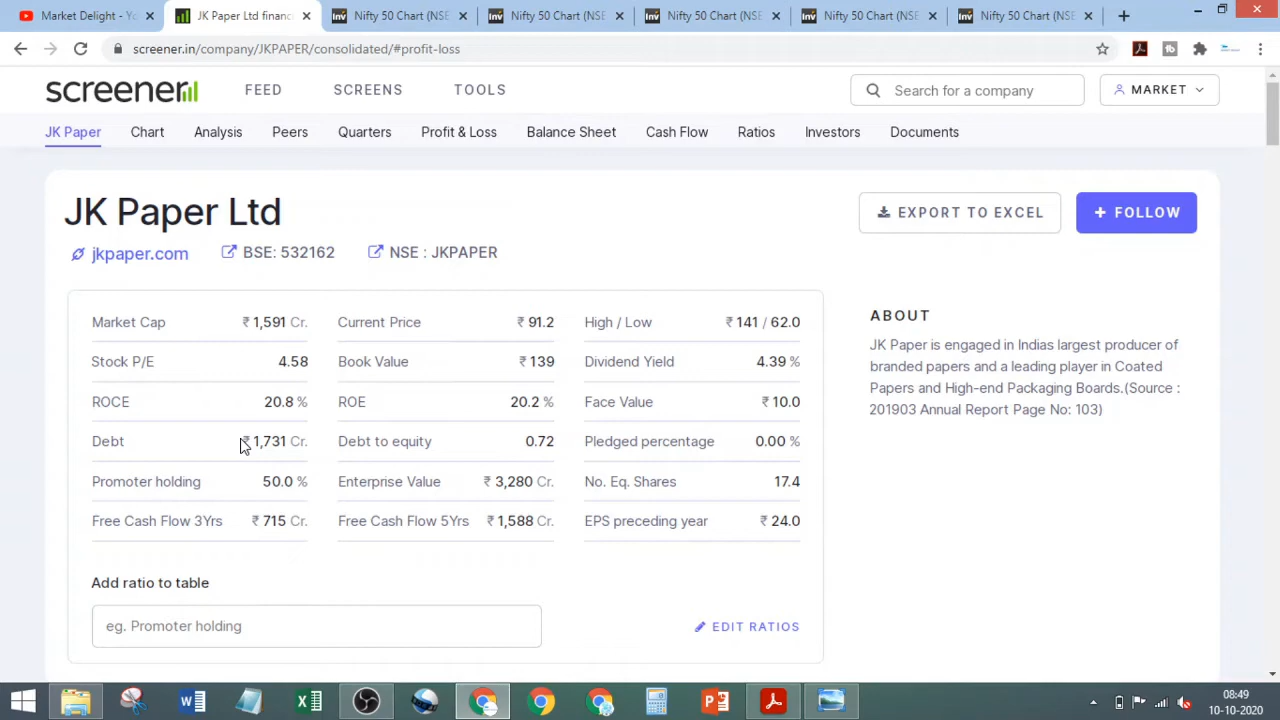 Market Delight - Yo
JK Paper Ltd financ
Nifty 50 Chart (NSE
Nifty 50 Chart (NSE
Nifty 50 Chart (NSE
Nifty 50 Chart (NSE
Nifty 50 Chart (NSE
screener.in/company/JKPAPER/consolidated/#profit-loss
screener FEED SCREENS TOOLS Search for a company MARKET
JK Paper Chart Analysis Peers Quarters Profit & Loss Balance Sheet Cash Flow Ratios Investors Documents
JK Paper Ltd
EXPORT TO EXCEL + FOLLOW
jkpaper.com BSE: 532162 NSE : JKPAPER
Market Cap ₹ 1,591 Cr. Current Price ₹ 91.2 High / Low ₹ 141 / 62.0
Stock P/E 4.58 Book Value ₹ 139 Dividend Yield 4.39 %
ROCE 20.8 % ROE 20.2 % Face Value ₹ 10.0
Debt ₹ 1,731 Cr. Debt to equity 0.72 Pledged percentage 0.00 %
Promoter holding 50.0 % Enterprise Value ₹ 3,280 Cr. No. Eq. Shares 17.4
Free Cash Flow 3Yrs ₹ 715 Cr. Free Cash Flow 5Yrs ₹ 1,588 Cr. EPS preceding year ₹ 24.0
Add ratio to table
eg. Promoter holding
EDIT RATIOS
ABOUT
JK Paper is engaged in Indias largest producer of
branded papers and a leading player in Coated
Papers and High-end Packaging Boards.(Source :
201903 Annual Report Page No: 103)
08:49
10-10-2020